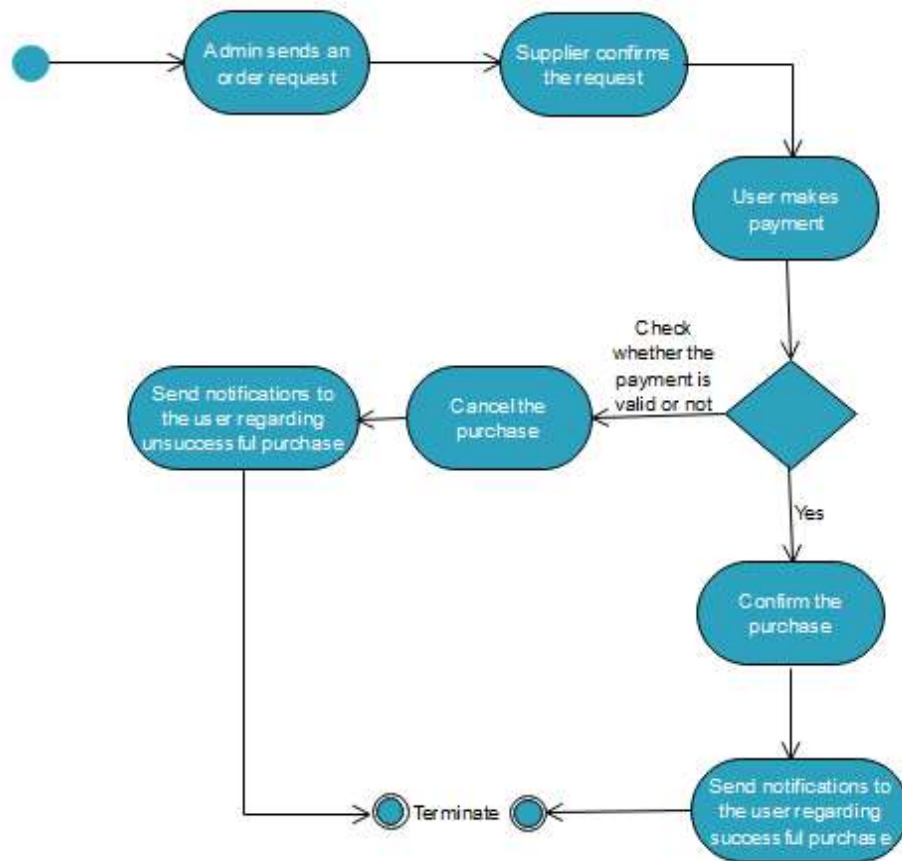 Admin sends an
order request
Supplier confirms
the request
User makes
payment
Check
whether the
payment is
valid or not
Send notifications to
the user regarding
unsuccessful purchase
Cancel the
purchase
Yes
Confirm the
purchase
Send notifications to
the user regarding
successful purchase
Terminate